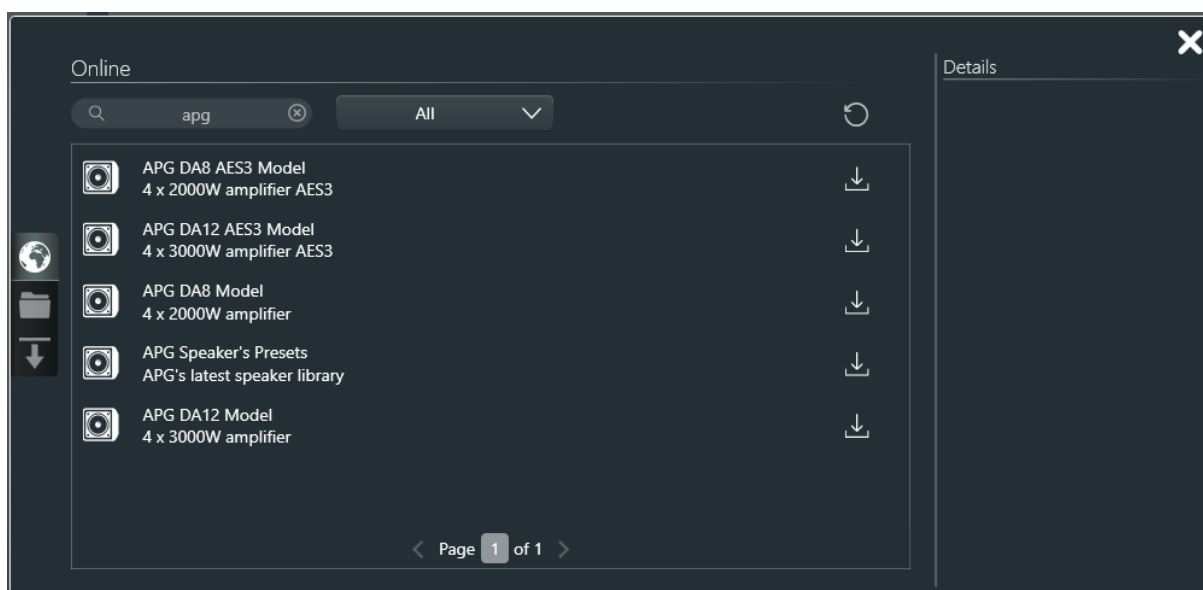 Online
Details
apg
All
APG DA8 AES3 Model
4 x 2000W amplifier AES3
APG DA12 AES3 Model
4 x 3000W amplifier AES3
APG DA8 Model
4 x 2000W amplifier
APG Speaker's Presets
APG's latest speaker library
APG DA12 Model
4 x 3000W amplifier
Page 1 of 1